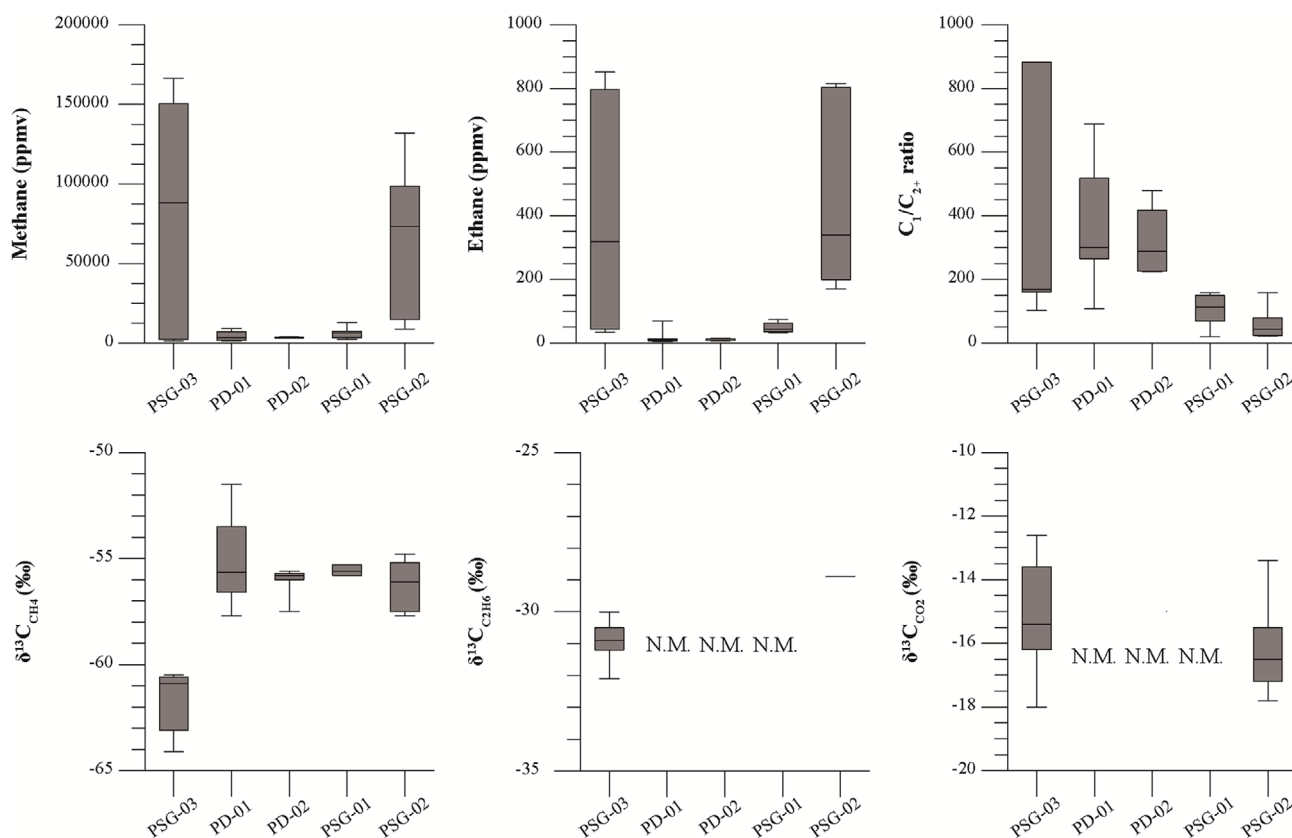 Methane (ppmv)
200000
150000
100000
50000
0
PSG-03 PD-01 PD-02 PSG-01 PSG-02
Ethane (ppmv)
1000
800
600
400
200
0
PSG-03 PD-01 PD-02 PSG-01 PSG-02
C₁/C₂₊ ratio
1000
800
600
400
200
0
PSG-03 PD-01 PD-02 PSG-01 PSG-02
δ¹³C_CH4 (‰)
-50
-55
-60
-65
PSG-03 PD-01 PD-02 PSG-01 PSG-02
δ¹³C_C2H6 (‰)
-25
-30
-35
N.M. N.M. N.M.
PSG-03 PD-01 PD-02 PSG-01 PSG-02
δ¹³C_CO2 (‰)
-10
-12
-14
-16
-18
-20
N.M. N.M. N.M.
PSG-03 PD-01 PD-02 PSG-01 PSG-02